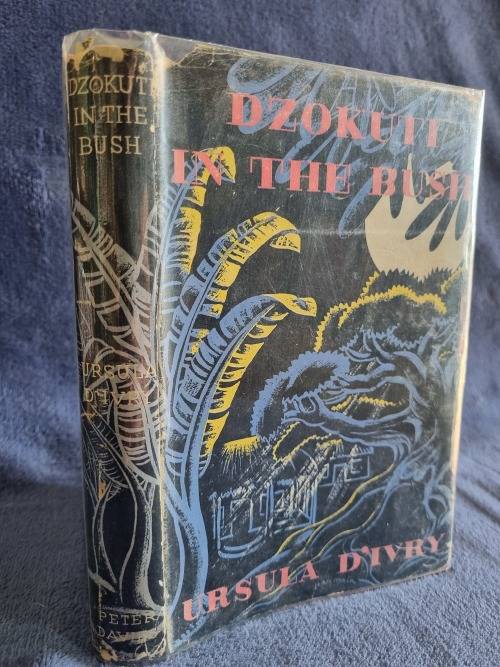 DZOKUTI
IN THE
BUSH
URSULA
D'IVRY
PETER
DAVIES
DZOKUTI
IN THE BUSH
URSULA D'IVRY